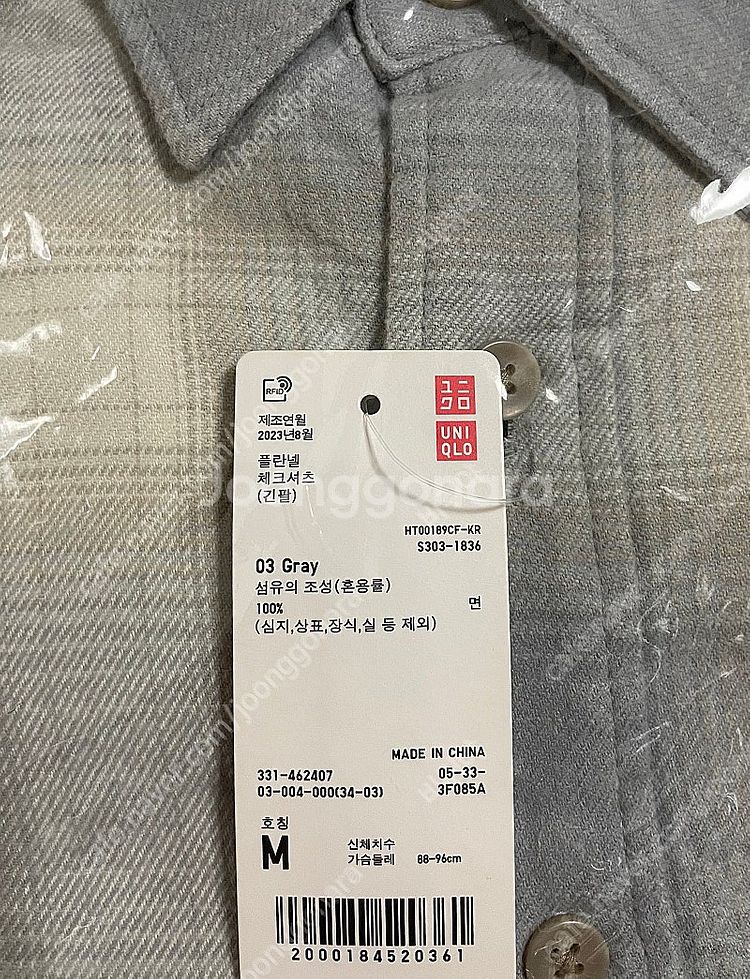 RFID
ユニ
クロ
UNI
QLO
제조연월
2023년8월
플란넬
체크셔츠
(긴팔)
Joonggonara
HT00189CF-KR
S303-1836
03 Gray
섬유의 조성(혼용률)
100% 면
(심지,상표,장식,실 등 제외)
MADE IN CHINA
331-462407 05-33-
03-004-000(34-03) 3F085A
호칭
M
신체치수
가슴둘레 88-96cm
2000184520361